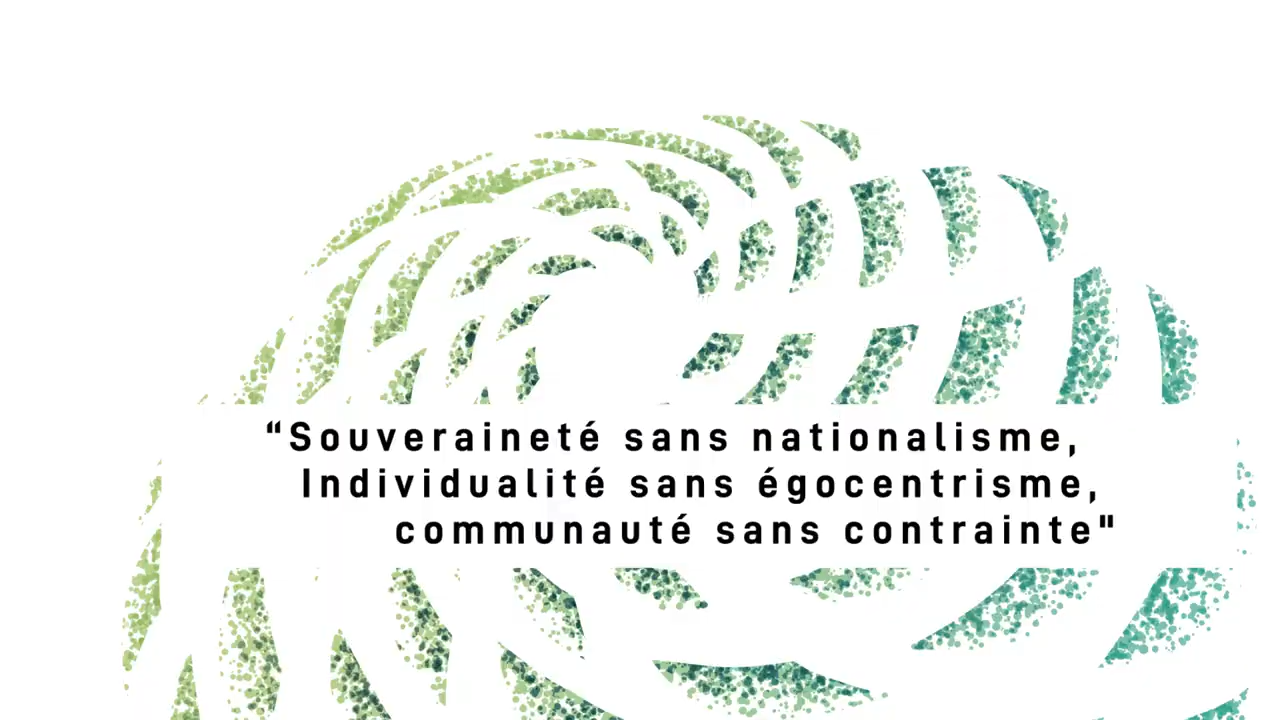 “Souveraineté sans nationalisme,
Individualité sans égocentrisme,
communauté sans contrainte"